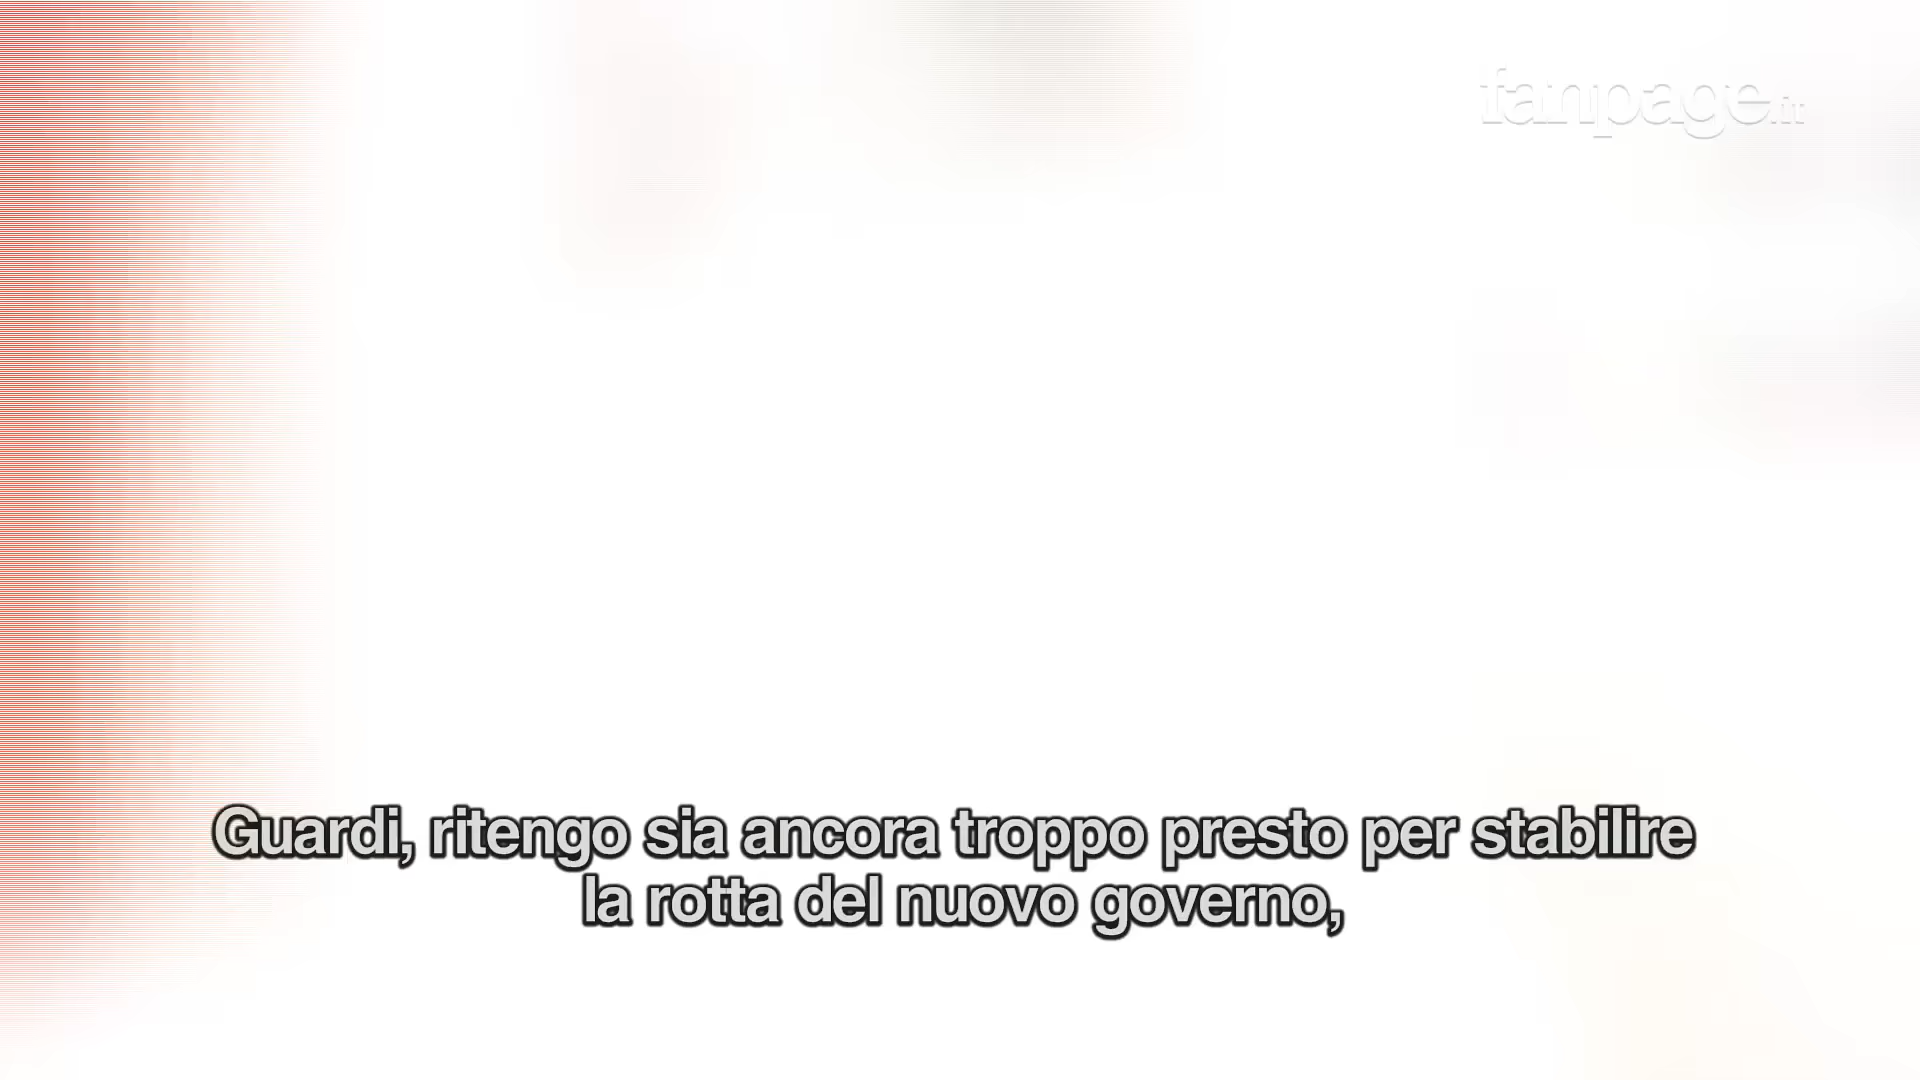 fanpage.it
Guardi, ritengo sia ancora troppo presto per stabilire
la rotta del nuovo governo,